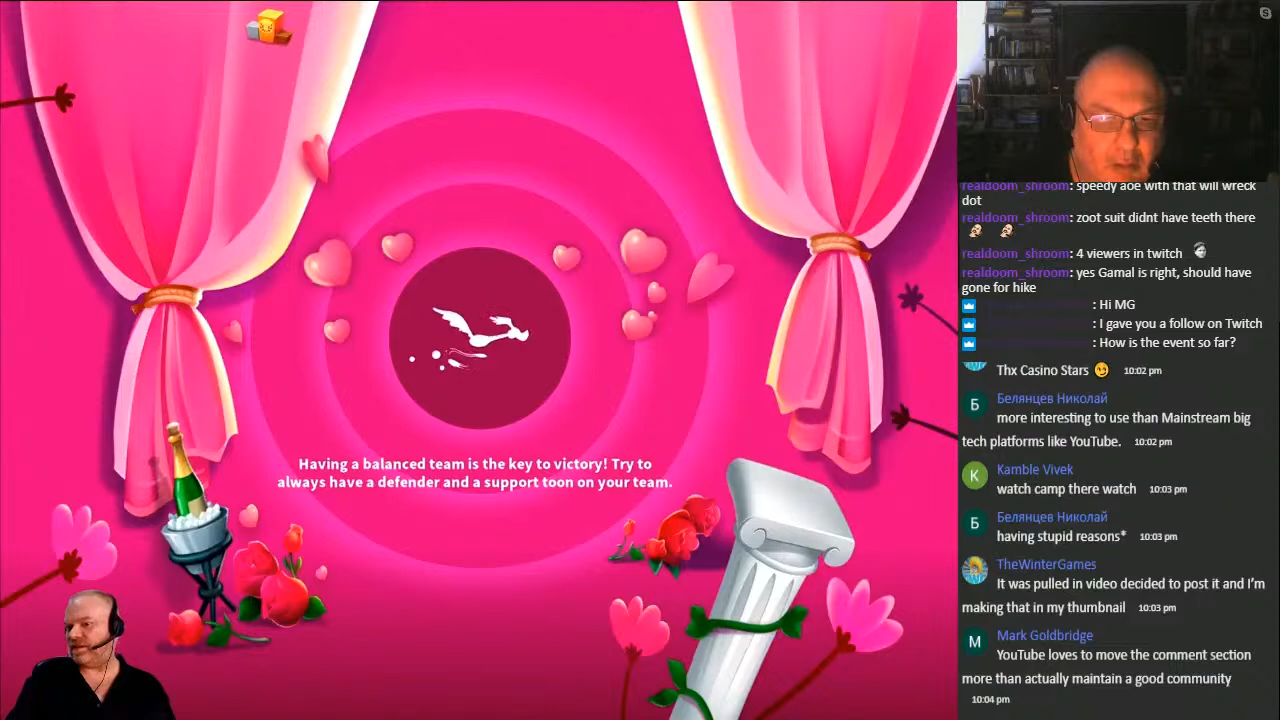 Having a balanced team is the key to victory! Try to
always have a defender and a support toon on your team.
realdoom_shroom: speedy aoe with that will wreck
dot
realdoom_shroom: zoot suit didnt have teeth there
realdoom_shroom: 4 viewers in twitch
realdoom_shroom: yes Gamal is right, should have
gone for hike
: Hi MG
: I gave you a follow on Twitch
: How is the event so far?
Thx Casino Stars 😏 10:02 pm
Б Белянцев Николай
more interesting to use than Mainstream big
tech platforms like YouTube. 10:02 pm
K Kamble Vivek
watch camp there watch 10:03 pm
Б Белянцев Николай
having stupid reasons* 10:03 pm
TheWinterGames
It was pulled in video decided to post it and I’m
making that in my thumbnail 10:03 pm
M Mark Goldbridge
YouTube loves to move the comment section
more than actually maintain a good community
10:04 pm